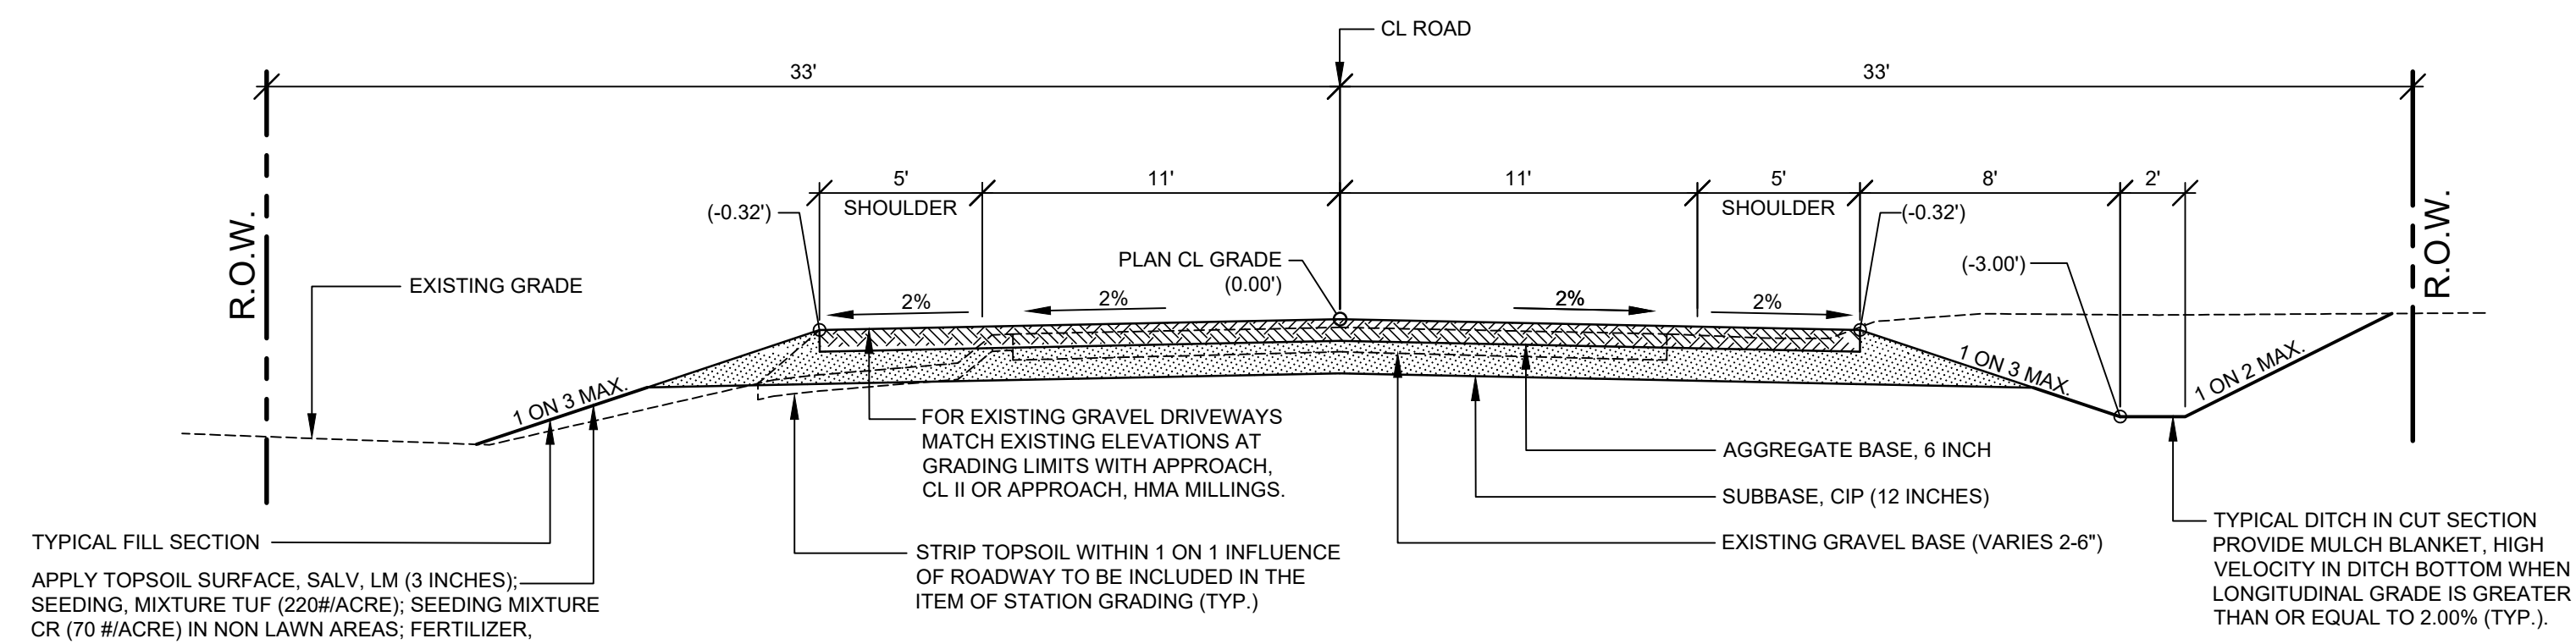 CL ROAD
33'
33'
5'
11'
11'
5'
8'
2'
SHOULDER
SHOULDER
(-0.32')
(-0.32')
R.O.W.
R.O.W.
PLAN CL GRADE
(0.00')
(-3.00')
EXISTING GRADE
2%
2%
2%
2%
1 ON 3 MAX.
1 ON 3 MAX.
1 ON 2 MAX.
FOR EXISTING GRAVEL DRIVEWAYS
MATCH EXISTING ELEVATIONS AT
GRADING LIMITS WITH APPROACH,
CL II OR APPROACH, HMA MILLINGS.
AGGREGATE BASE, 6 INCH
SUBBASE, CIP (12 INCHES)
EXISTING GRAVEL BASE (VARIES 2-6")
STRIP TOPSOIL WITHIN 1 ON 1 INFLUENCE
OF ROADWAY TO BE INCLUDED IN THE
ITEM OF STATION GRADING (TYP.)
TYPICAL FILL SECTION
APPLY TOPSOIL SURFACE, SALV, LM (3 INCHES);
SEEDING, MIXTURE TUF (220#/ACRE); SEEDING MIXTURE
CR (70 #/ACRE) IN NON LAWN AREAS; FERTILIZER,
TYPICAL DITCH IN CUT SECTION
PROVIDE MULCH BLANKET, HIGH
VELOCITY IN DITCH BOTTOM WHEN
LONGITUDINAL GRADE IS GREATER
THAN OR EQUAL TO 2.00% (TYP.).